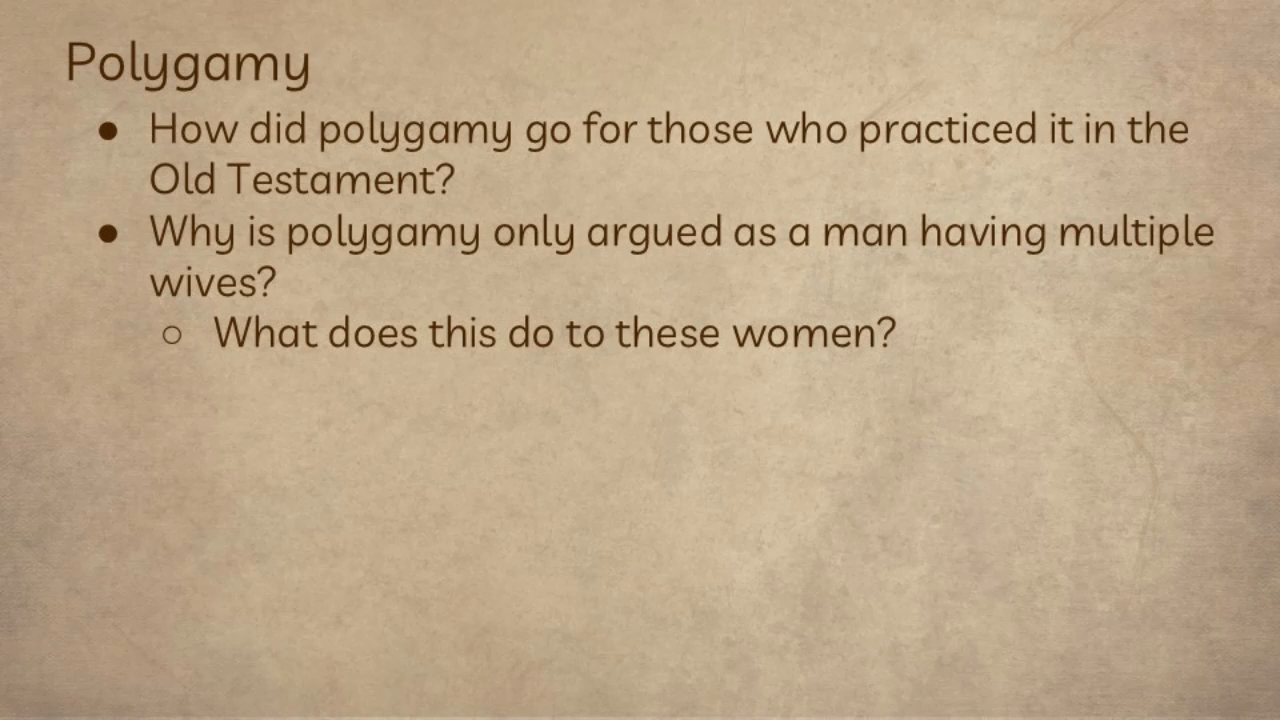 Polygamy
● How did polygamy go for those who practiced it in the
Old Testament?
● Why is polygamy only argued as a man having multiple
wives?
○ What does this do to these women?